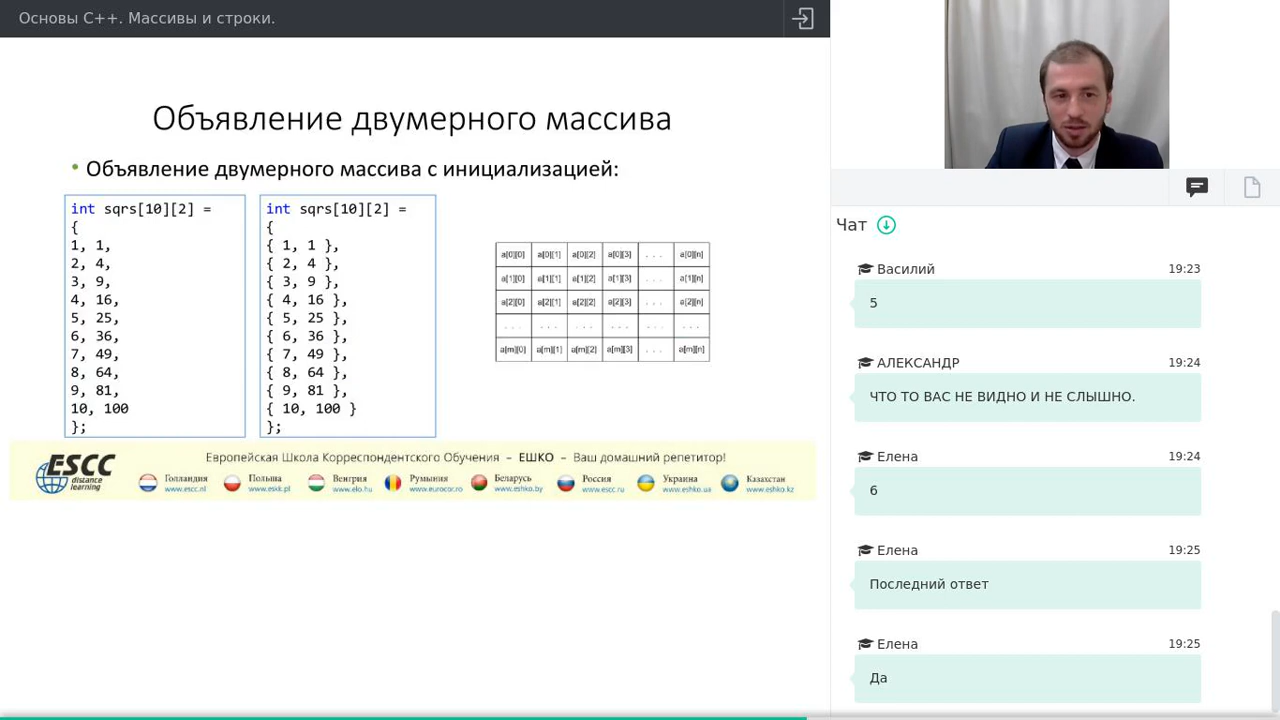 Основы C++. Массивы и строки.
Объявление двумерного массива
• Объявление двумерного массива с инициализацией:
int sqrs[10][2] =
{
1, 1,
2, 4,
3, 9,
4, 16,
5, 25,
6, 36,
7, 49,
8, 64,
9, 81,
10, 100
};
int sqrs[10][2] =
{
{ 1, 1 },
{ 2, 4 },
{ 3, 9 },
{ 4, 16 },
{ 5, 25 },
{ 6, 36 },
{ 7, 49 },
{ 8, 64 },
{ 9, 81 },
{ 10, 100 }
};
a[0][0] a[0][1] a[0][2] a[0][3] . . . a[0][n]
a[1][0] a[1][1] a[1][2] a[1][3] . . . a[1][n]
a[2][0] a[2][1] a[2][2] a[2][3] . . . a[2][n]
. . . . . . . . . . . . . . . . . .
a[m][0] a[m][1] a[m][2] a[m][3] . . . a[m][n]
ESCC
distance
learning
Европейская Школа Корреспондентского Обучения – ЕШКО – Ваш домашний репетитор!
Голландия Польша Венгрия Румыния Беларусь Россия Украина Казахстан
www.escc.nl www.eskk.pl www.elo.hu www.eurocor.ro www.eshko.by www.escc.ru www.eshko.ua www.eshko.kz
Чат
Василий 19:23
5
АЛЕКСАНДР 19:24
ЧТО ТО ВАС НЕ ВИДНО И НЕ СЛЫШНО.
Елена 19:24
6
Елена 19:25
Последний ответ
Елена 19:25
Да